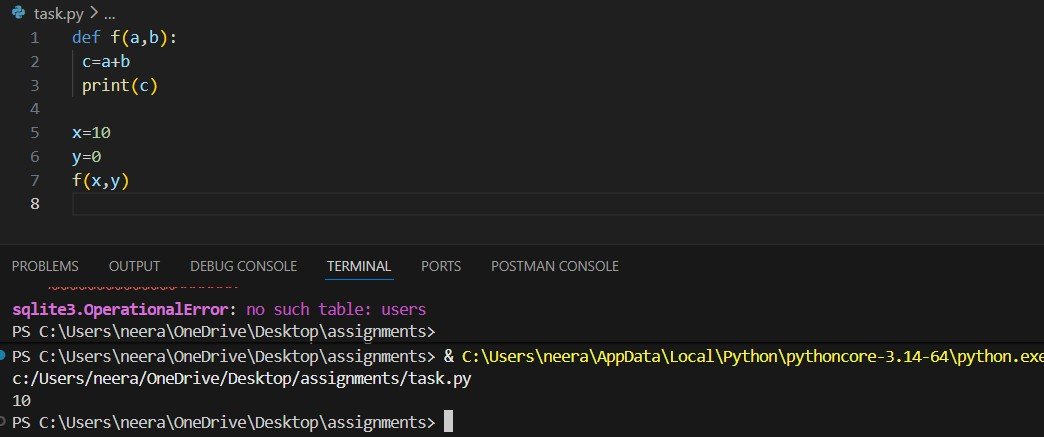 task.py > ...
1 def f(a,b):
2  c=a+b
3  print(c)
4
5 x=10
6 y=0
7 f(x,y)
8
PROBLEMS OUTPUT DEBUG CONSOLE TERMINAL PORTS POSTMAN CONSOLE
sqlite3.OperationalError: no such table: users
PS C:\Users\neera\OneDrive\Desktop\assignments>
PS C:\Users\neera\OneDrive\Desktop\assignments> & C:\Users\neera\AppData\Local\Python\pythoncore-3.14-64\python.exe
c:/Users/neera/OneDrive/Desktop/assignments/task.py
10
PS C:\Users\neera\OneDrive\Desktop\assignments>